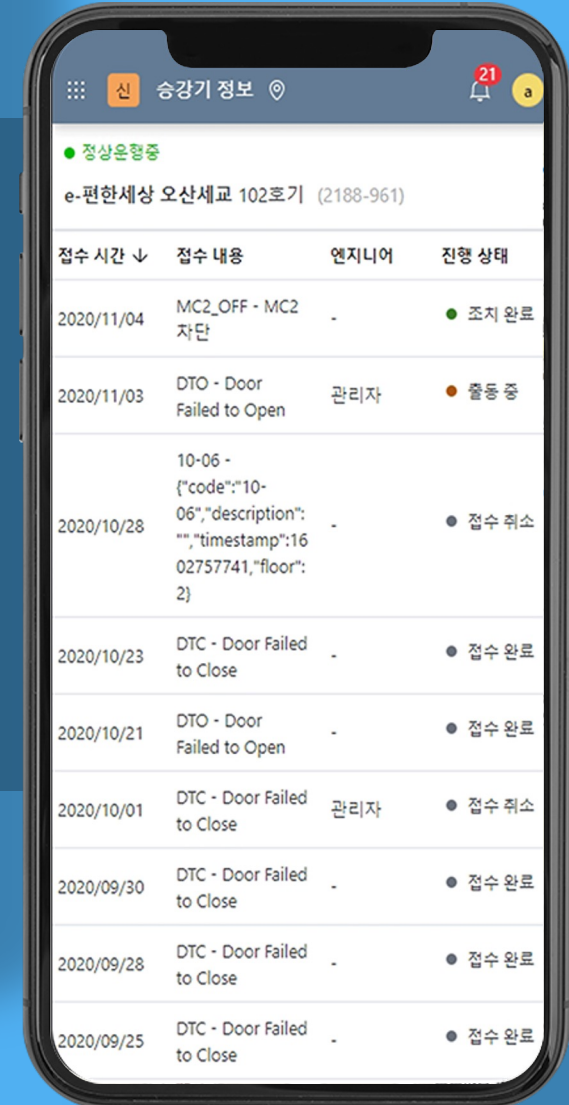 신 승강기 정보 21 a
정상운행중
e-편한세상 오산세교 102호기 (2188-961)
접수 시간 ↓ 접수 내용 엔지니어 진행 상태
2020/11/04 MC2_OFF - MC2 - 조치 완료
차단
2020/11/03 DTO - Door 관리자 출동 중
Failed to Open
10-06 -
{"code":"10-
06","description":
2020/10/28 "","timestamp":16 - 접수 취소
02757741,"floor":
2}
2020/10/23 DTC - Door Failed - 접수 완료
to Close
2020/10/21 DTO - Door - 접수 완료
Failed to Open
2020/10/01 DTC - Door Failed 관리자 접수 취소
to Close
2020/09/30 DTC - Door Failed - 접수 완료
to Close
2020/09/28 DTC - Door Failed - 접수 완료
to Close
2020/09/25 DTC - Door Failed - 접수 완료
to Close